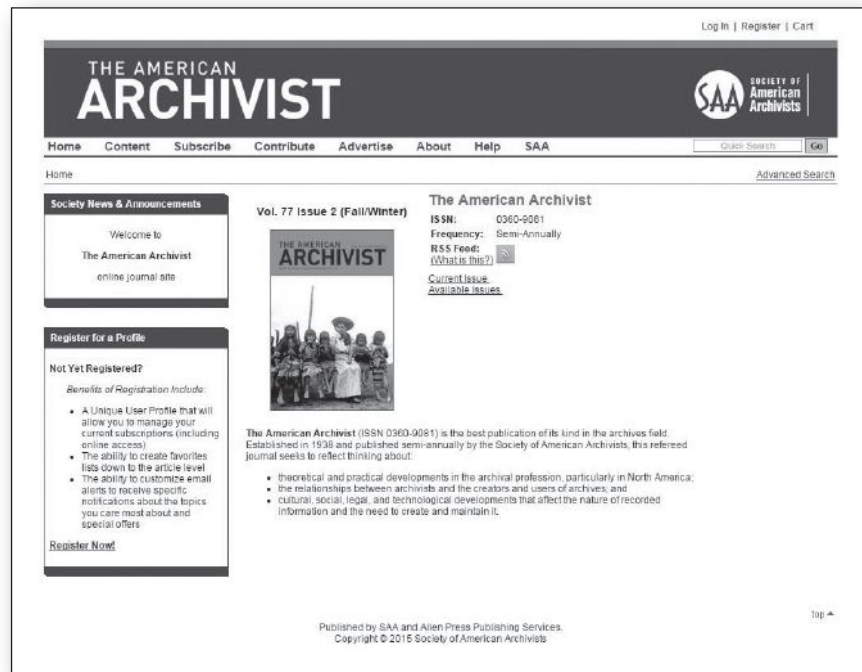 Log In | Register | Cart
THE AMERICAN
ARCHIVIST
SAA
SOCIETY OF
American
Archivists
Home Content Subscribe Contribute Advertise About Help SAA
Quick Search Go
Home
Advanced Search
Society News & Announcements
Welcome to
The American Archivist
online journal site
Register for a Profile
Not Yet Registered?
Benefits of Registration Include:
• A Unique User Profile that will
allow you to manage your
current subscriptions (including
online access)
• The ability to create favorites
lists down to the article level
• The ability to customize email
alerts to receive specific
notifications about the topics
you care most about and
special offers
Register Now!
Vol. 77 Issue 2 (Fall/Winter)
THE AMERICAN
ARCHIVIST
The American Archivist
ISSN: 0360-9081
Frequency: Semi-Annually
RSS Feed:
(What is this?)
Current Issue
Available Issues
The American Archivist (ISSN 0360-9081) is the best publication of its kind in the archives field.
Established in 1938 and published semi-annually by the Society of American Archivists, this refereed
journal seeks to reflect thinking about:
• theoretical and practical developments in the archival profession, particularly in North America;
• the relationships between archivists and the creators and users of archives; and
• cultural, social, legal, and technological developments that affect the nature of recorded
information and the need to create and maintain it.
top
Published by SAA and Allen Press Publishing Services.
Copyright © 2015 Society of American Archivists